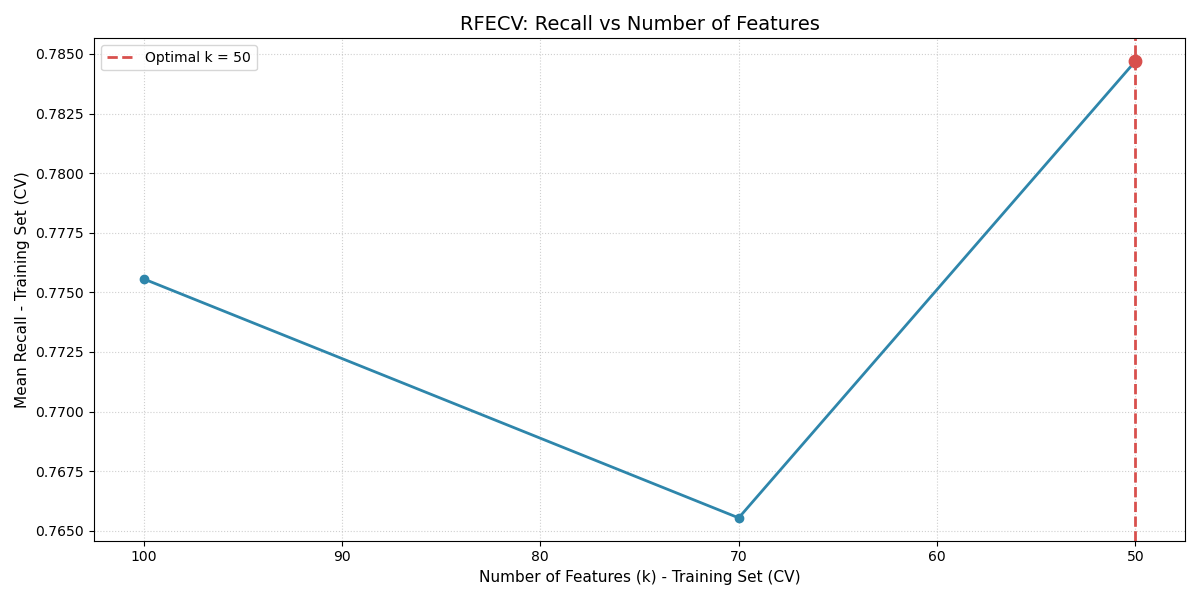 RFECV: Recall vs Number of Features
Optimal k = 50
Mean Recall - Training Set (CV)
0.7850
0.7825
0.7800
0.7775
0.7750
0.7725
0.7700
0.7675
0.7650
100 90 80 70 60 50
Number of Features (k) - Training Set (CV)